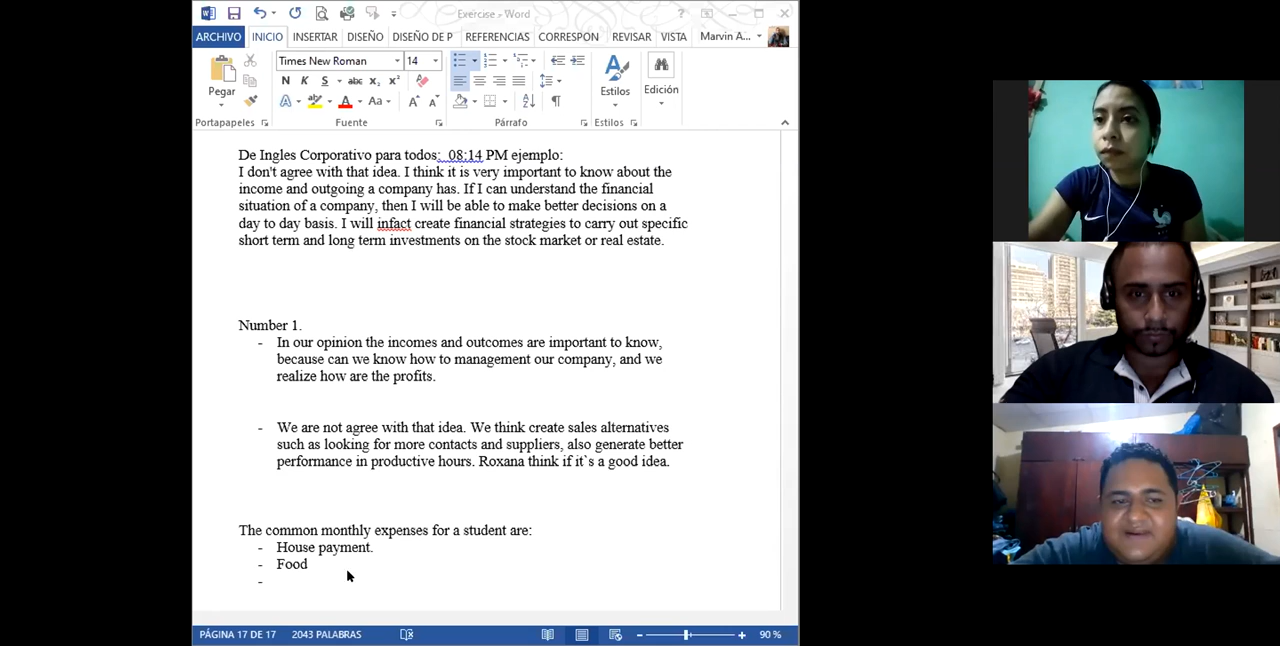 Exercise - Word
ARCHIVO INICIO INSERTAR DISEÑO DISEÑO DE P REFERENCIAS CORRESPON REVISAR VISTA Marvin A...
Times New Roman 14
Pegar
N K S abc x₂ x²
A aby A Aa A A
Estilos Edición
Portapapeles Fuente Párrafo Estilos
De Ingles Corporativo para todos: 08:14 PM ejemplo:
I don't agree with that idea. I think it is very important to know about the
income and outgoing a company has. If I can understand the financial
situation of a company, then I will be able to make better decisions on a
day to day basis. I will infact create financial strategies to carry out specific
short term and long term investments on the stock market or real estate.
Number 1.
- In our opinion the incomes and outcomes are important to know,
because can we know how to management our company, and we
realize how are the profits.
- We are not agree with that idea. We think create sales alternatives
such as looking for more contacts and suppliers, also generate better
performance in productive hours. Roxana think if it`s a good idea.
The common monthly expenses for a student are:
- House payment.
- Food
-
PÁGINA 17 DE 17 2043 PALABRAS 90 %